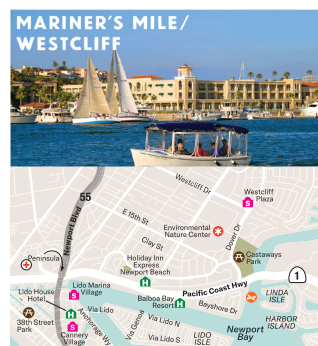 MARINER'S MILE/
WESTCLIFF
Westcliff Dr
Westcliff
Plaza
S
55
Newport Blvd
E 15th St
Environmental
Nature Center
Dover Dr
Clay St
Castaways
Park
Peninsula
Holiday Inn
Express
Newport Beach
H
Pacific Coast Hwy
1
Lido Marina
Village
S
Lido House
Hotel
H
Balboa Bay
Resort
H
Bayshore Dr
LINDA
ISLE
38th Street
Park
Via Lido
Via Genoa
Via Lido N
HARBOR
ISLAND
S
Cannery
Village
Via Lido S
LIDO
ISLE
Newport
Bay